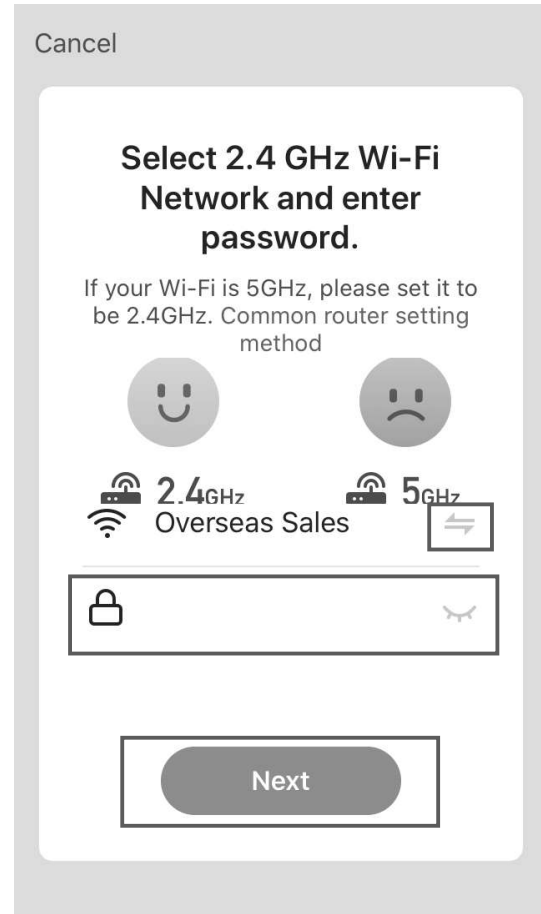 Cancel
Select 2.4 GHz Wi-Fi
Network and enter
password.
If your Wi-Fi is 5GHz, please set it to
be 2.4GHz. Common router setting
method
2.4GHz 5GHz
Overseas Sales
Next